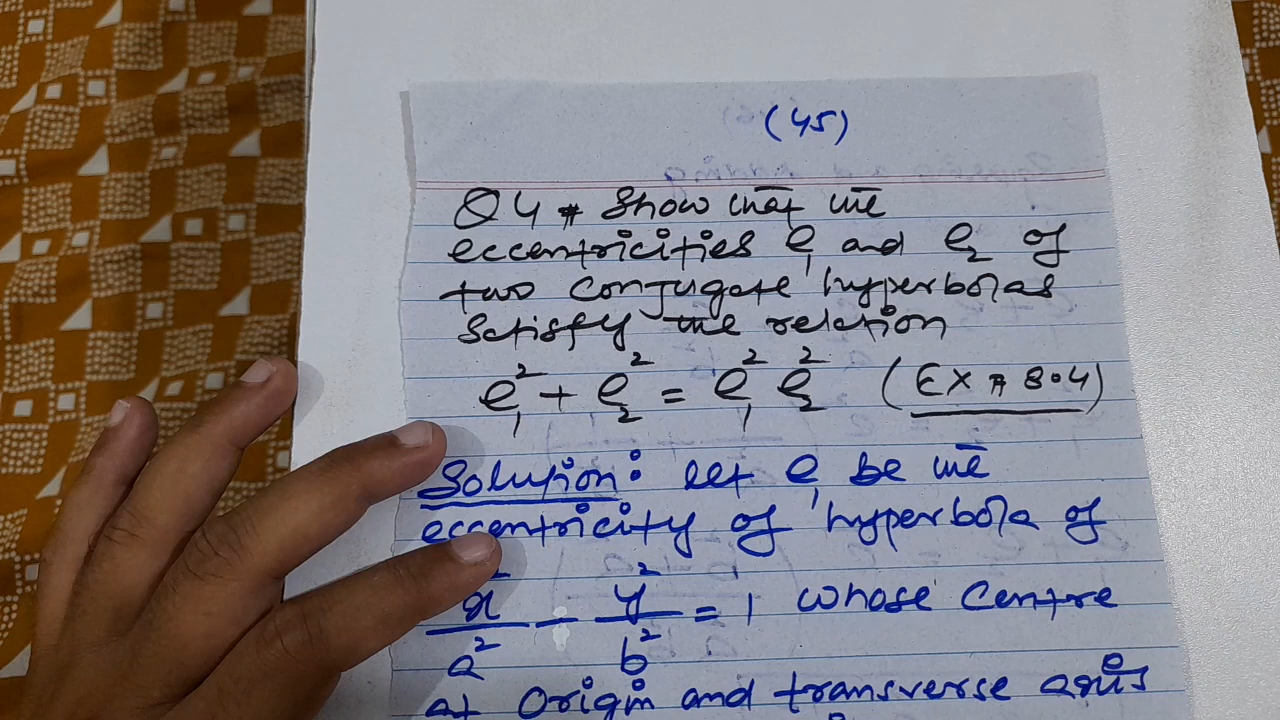 (45)
Q4 # Show that the
eccentricities e₁ and e₂ of
two conjugate hyperbolas
satisfy the relation
e₁² + e₂² = e₁² e₂² (EX # 8.4)
Solution: let e₁ be the
eccentricity of hyperbola of
x²/a² - y²/b² = 1 whose centre
at origin and transverse axis